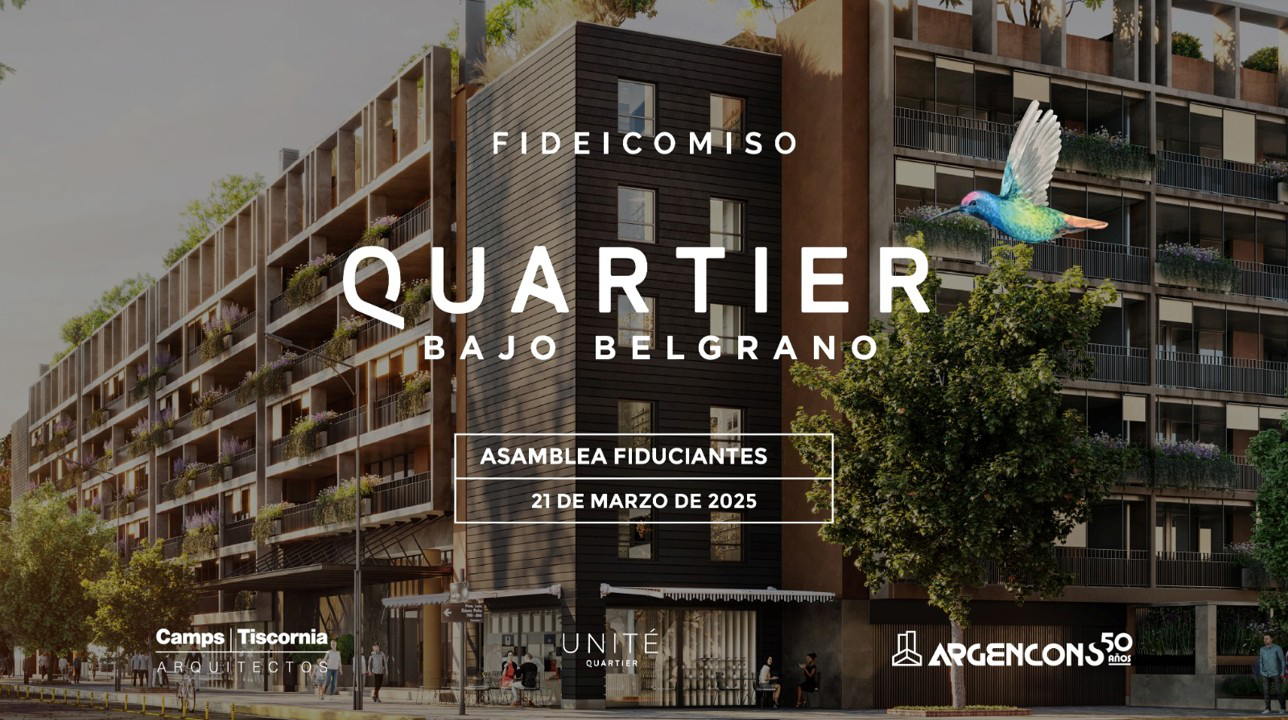 FIDEICOMISO
QUARTIER
BAJO BELGRANO
ASAMBLEA FIDUCIANTES
21 DE MARZO DE 2025
Camps | Tiscornia
ARQUITECTOS
UNITÉ
QUARTIER
ARGENCONS 50
AÑOS